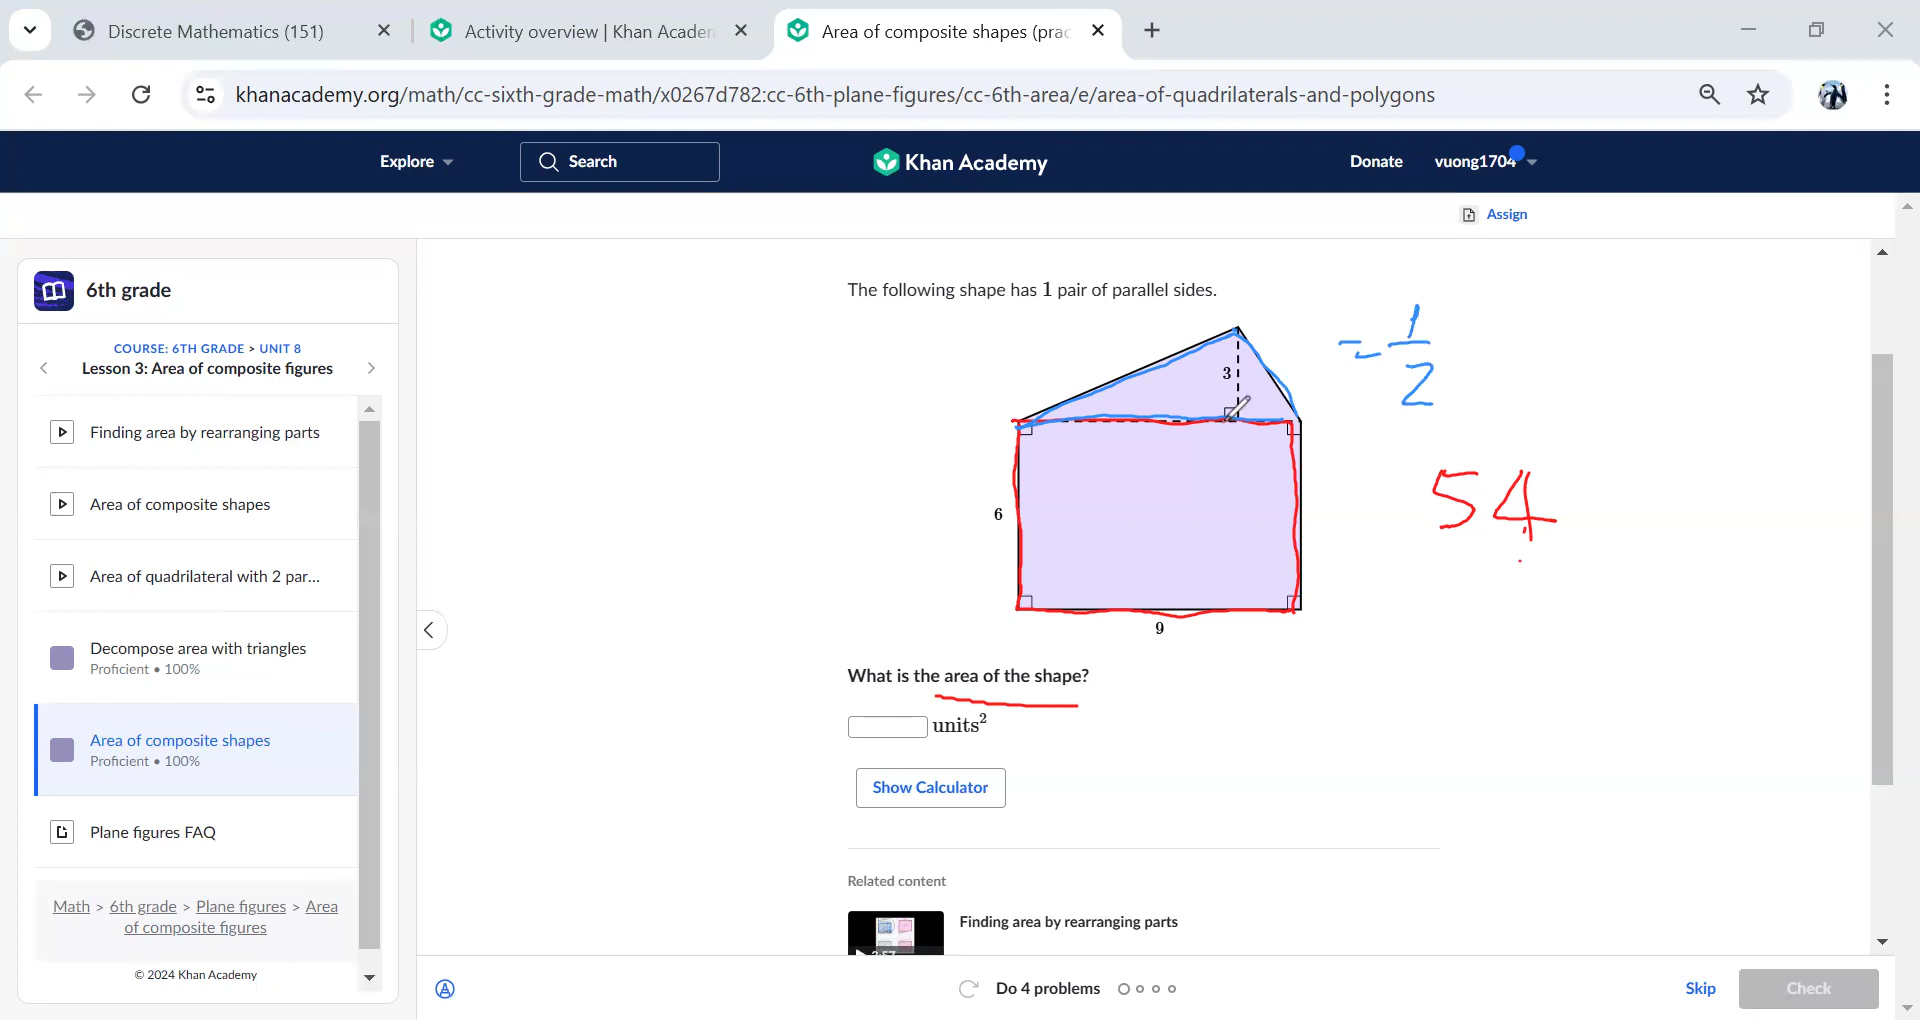 Discrete Mathematics (151)
Activity overview | Khan Academ
Area of composite shapes (prac
khanacademy.org/math/cc-sixth-grade-math/x0267d782:cc-6th-plane-figures/cc-6th-area/e/area-of-quadrilaterals-and-polygons
Explore
Search
Khan Academy
Donate
vuong1704
Assign
6th grade
COURSE: 6TH GRADE > UNIT 8
Lesson 3: Area of composite figures
Finding area by rearranging parts
Area of composite shapes
Area of quadrilateral with 2 par...
Decompose area with triangles
Proficient • 100%
Area of composite shapes
Proficient • 100%
Plane figures FAQ
Math > 6th grade > Plane figures > Area
of composite figures
© 2024 Khan Academy
The following shape has 1 pair of parallel sides.
3
1
2
6
54
9
What is the area of the shape?
units²
Show Calculator
Related content
Finding area by rearranging parts
Do 4 problems
Skip
Check